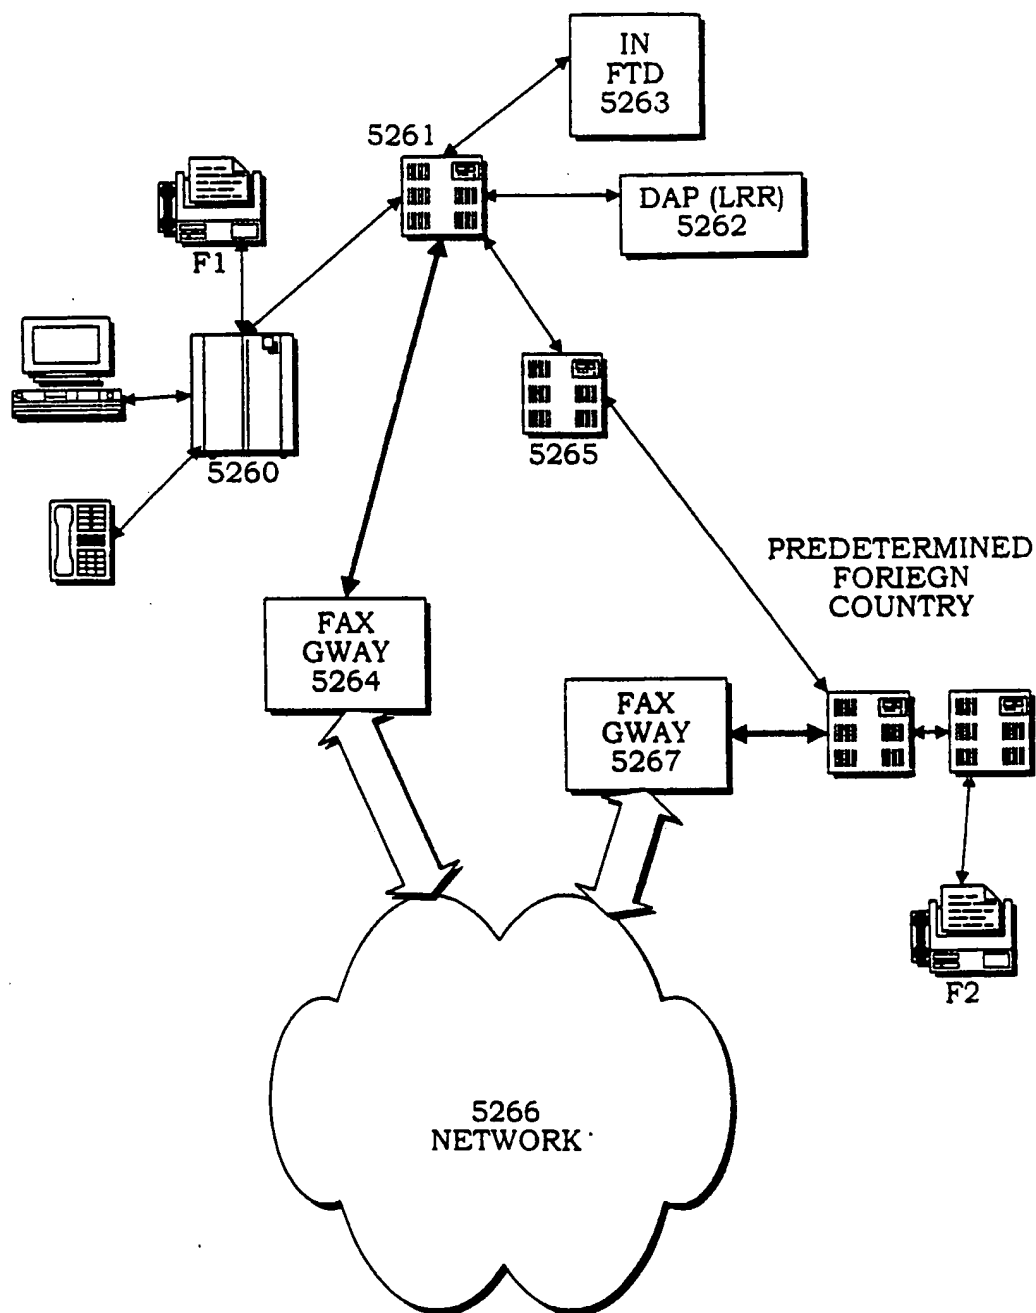 IN
FTD
5263
5261
DAP (LRR)
5262
F1
5265
5260
PREDETERMINED
FORIEGN
COUNTRY
FAX
GWAY
5264
FAX
GWAY
5267
F2
5266
NETWORK